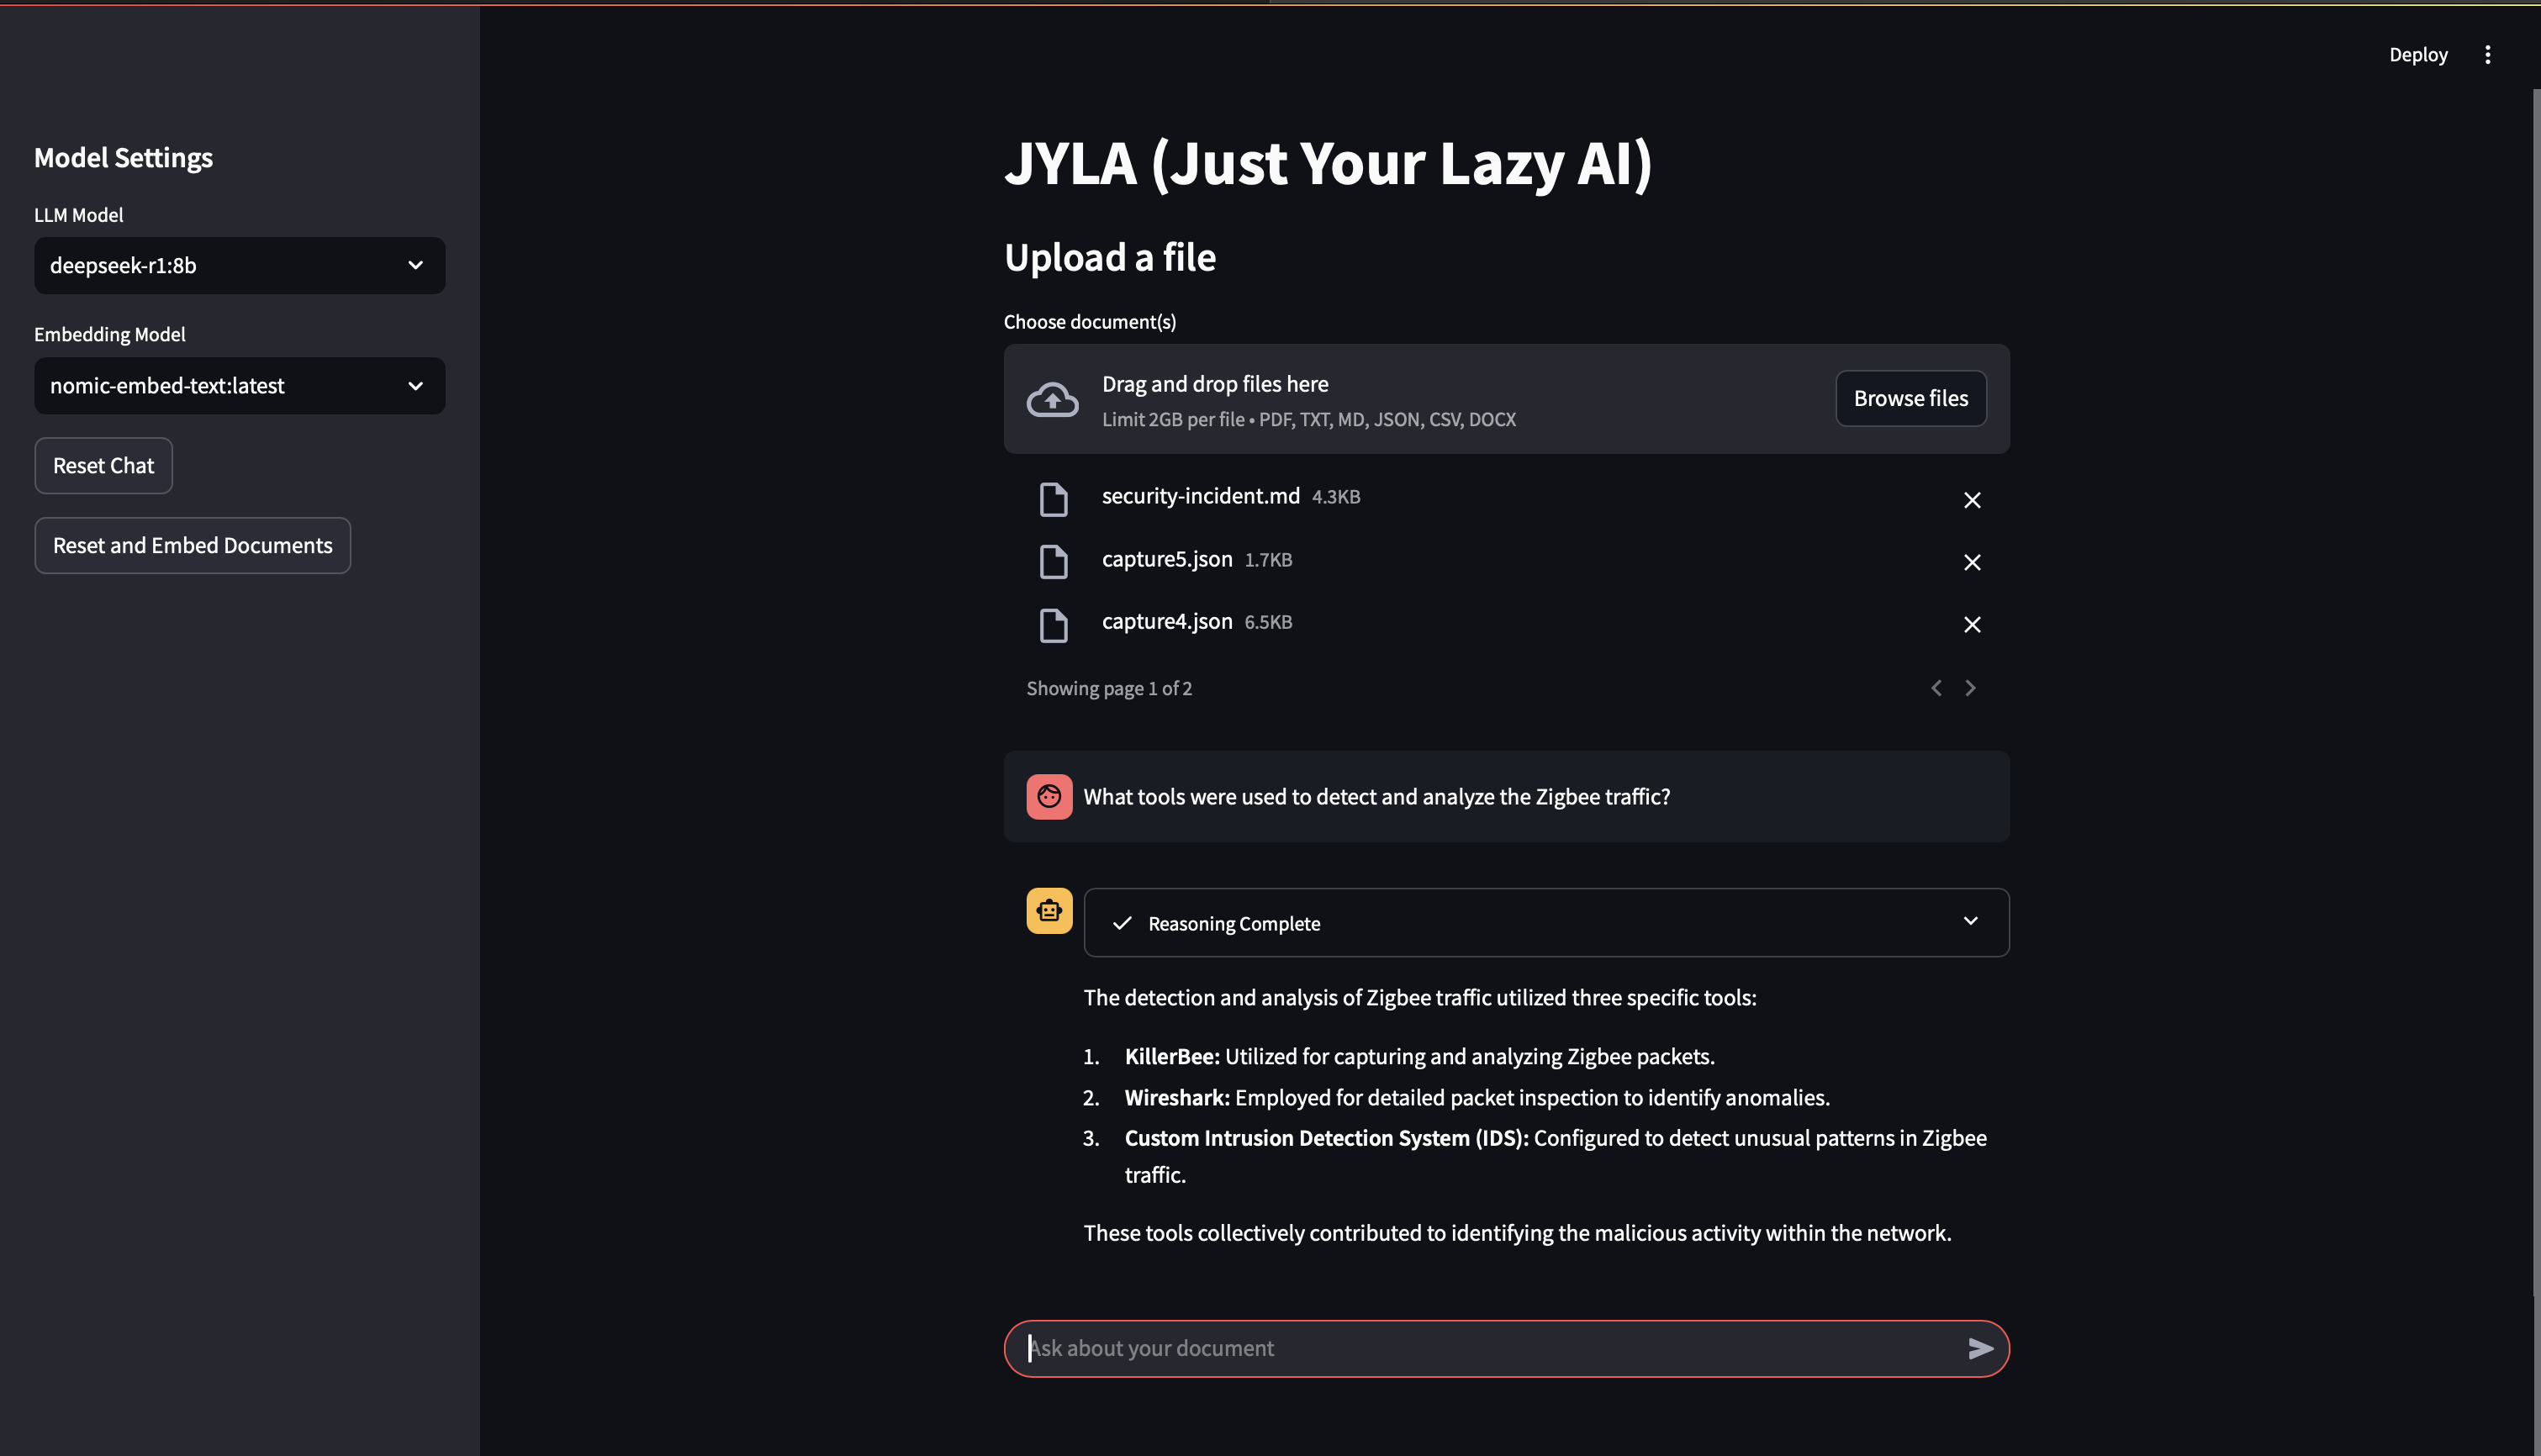 Deploy
Model Settings
LLM Model
deepseek-r1:8b
Embedding Model
nomic-embed-text:latest
Reset Chat
Reset and Embed Documents
JYLA (Just Your Lazy AI)
Upload a file
Choose document(s)
Drag and drop files here
Limit 2GB per file • PDF, TXT, MD, JSON, CSV, DOCX
Browse files
security-incident.md 4.3KB
capture5.json 1.7KB
capture4.json 6.5KB
Showing page 1 of 2
What tools were used to detect and analyze the Zigbee traffic?
Reasoning Complete
The detection and analysis of Zigbee traffic utilized three specific tools:
1. KillerBee: Utilized for capturing and analyzing Zigbee packets.
2. Wireshark: Employed for detailed packet inspection to identify anomalies.
3. Custom Intrusion Detection System (IDS): Configured to detect unusual patterns in Zigbee
traffic.
These tools collectively contributed to identifying the malicious activity within the network.
Ask about your document